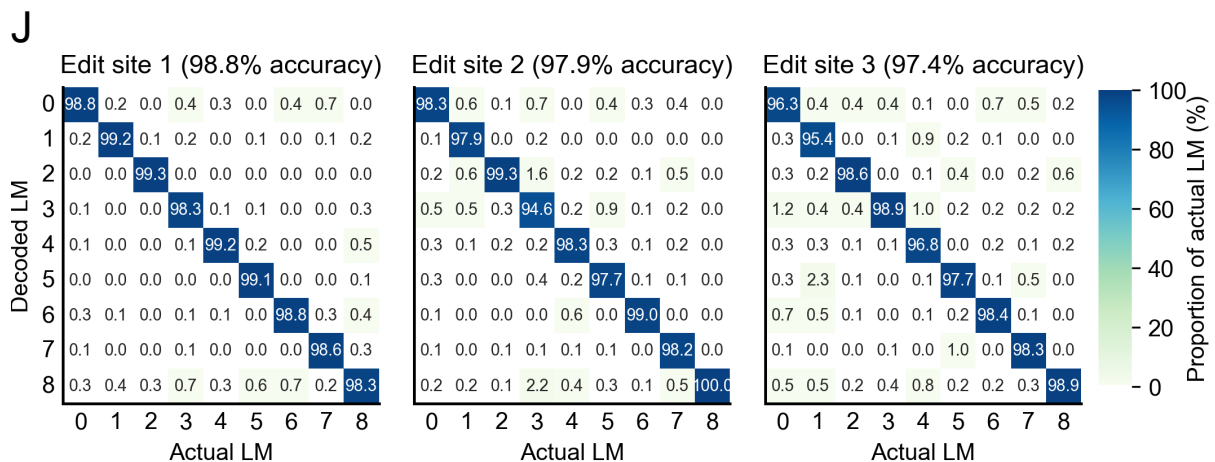 J
Edit site 1 (98.8% accuracy) Edit site 2 (97.9% accuracy) Edit site 3 (97.4% accuracy)
0 98.8 0.2 0.0 0.4 0.3 0.0 0.4 0.7 0.0 98.3 0.6 0.1 0.7 0.0 0.4 0.3 0.4 0.0 96.3 0.4 0.4 0.4 0.1 0.0 0.7 0.5 0.2 100
1 0.2 99.2 0.1 0.2 0.0 0.1 0.0 0.1 0.2 0.1 97.9 0.0 0.2 0.0 0.0 0.0 0.2 0.0 0.3 95.4 0.0 0.0 0.9 0.2 0.1 0.0 0.0 80
2 0.0 0.0 99.3 0.0 0.0 0.0 0.0 0.0 0.0 0.2 0.6 99.3 1.6 0.2 0.0 0.1 0.5 0.0 0.3 0.2 98.6 0.0 0.1 0.4 0.0 0.2 0.6
3 0.1 0.0 0.0 98.3 0.1 0.1 0.0 0.0 0.3 0.5 0.5 0.3 94.6 0.2 0.9 0.1 0.2 0.0 1.2 0.4 0.4 98.9 1.0 0.2 0.2 0.2 0.2 60
4 0.1 0.0 0.0 0.1 99.2 0.2 0.0 0.0 0.5 0.3 0.1 0.2 0.2 98.3 0.3 0.1 0.2 0.0 0.3 0.3 0.1 0.1 96.8 0.0 0.2 0.1 0.2 40
5 0.0 0.0 0.0 0.0 0.0 99.1 0.0 0.0 0.1 0.3 0.0 0.0 0.4 0.2 97.7 0.1 0.1 0.0 0.3 2.3 0.1 0.0 0.1 97.7 0.1 0.5 0.0
6 0.3 0.1 0.1 0.0 0.1 0.0 98.8 0.3 0.4 0.1 0.1 0.0 0.0 0.6 0.0 99.0 0.0 0.0 0.7 0.5 0.1 0.0 0.1 0.2 98.4 0.1 0.0 20
7 0.1 0.0 0.0 0.1 0.0 0.0 0.0 98.6 0.3 0.1 0.0 0.1 0.1 0.1 0.1 0.0 98.2 0.0 0.1 0.0 0.0 0.0 0.1 1.0 0.0 98.3 0.0
8 0.3 0.4 0.3 0.7 0.3 0.6 0.7 0.2 98.3 0.2 0.2 0.1 2.2 0.4 0.3 0.1 0.5 100.0 0.5 0.5 0.2 0.4 0.8 0.2 0.2 0.3 98.9 0
0 1 2 3 4 5 6 7 8 0 1 2 3 4 5 6 7 8 0 1 2 3 4 5 6 7 8
Actual LM Actual LM Actual LM
Decoded LM
Proportion of actual LM (%)